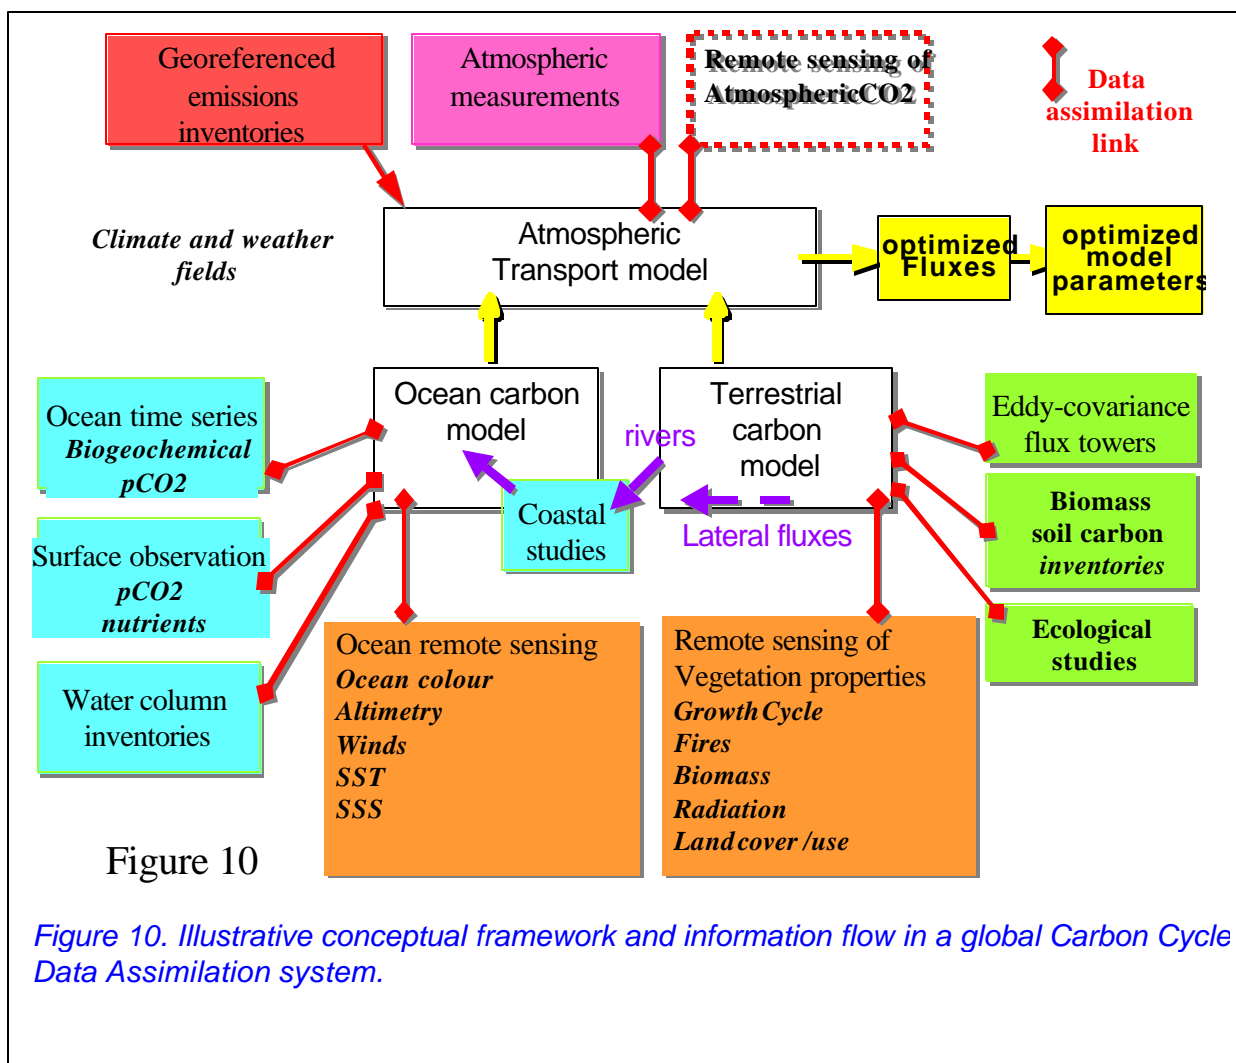 Georeferenced
emissions
inventories
Atmospheric
measurements
Remote sensing of
AtmosphericCO2
Data
assimilation
link
Climate and weather
fields
Atmospheric
Transport model
optimized
Fluxes
optimized
model
parameters
Ocean time series
Biogeochemical
pCO2
Ocean carbon
model
rivers
Terrestrial
carbon
model
Eddy-covariance
flux towers
Surface observation
pCO2
nutrients
Coastal
studies
Lateral fluxes
Biomass
soil carbon
inventories
Water column
inventories
Ocean remote sensing
Ocean colour
Altimetry
Winds
SST
SSS
Remote sensing of
Vegetation properties
Growth Cycle
Fires
Biomass
Radiation
Land cover /use
Ecological
studies
Figure 10
Figure 10. Illustrative conceptual framework and information flow in a global Carbon Cycle
Data Assimilation system.